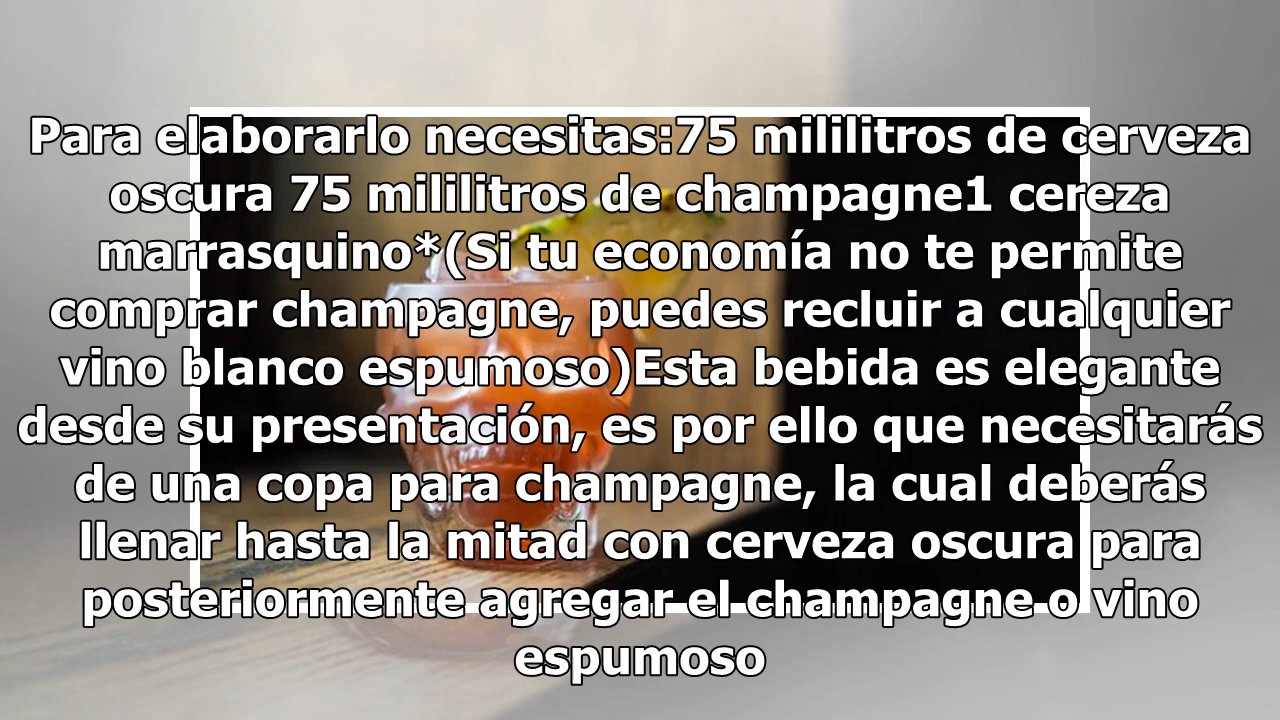 Para elaborarlo necesitas:75 mililitros de cerveza
oscura 75 mililitros de champagne1 cereza
marrasquino*(Si tu economía no te permite
comprar champagne, puedes recluir a cualquier
vino blanco espumoso)Esta bebida es elegante
desde su presentación, es por ello que necesitarás
de una copa para champagne, la cual deberás
llenar hasta la mitad con cerveza oscura para
posteriormente agregar el champagne o vino
espumoso